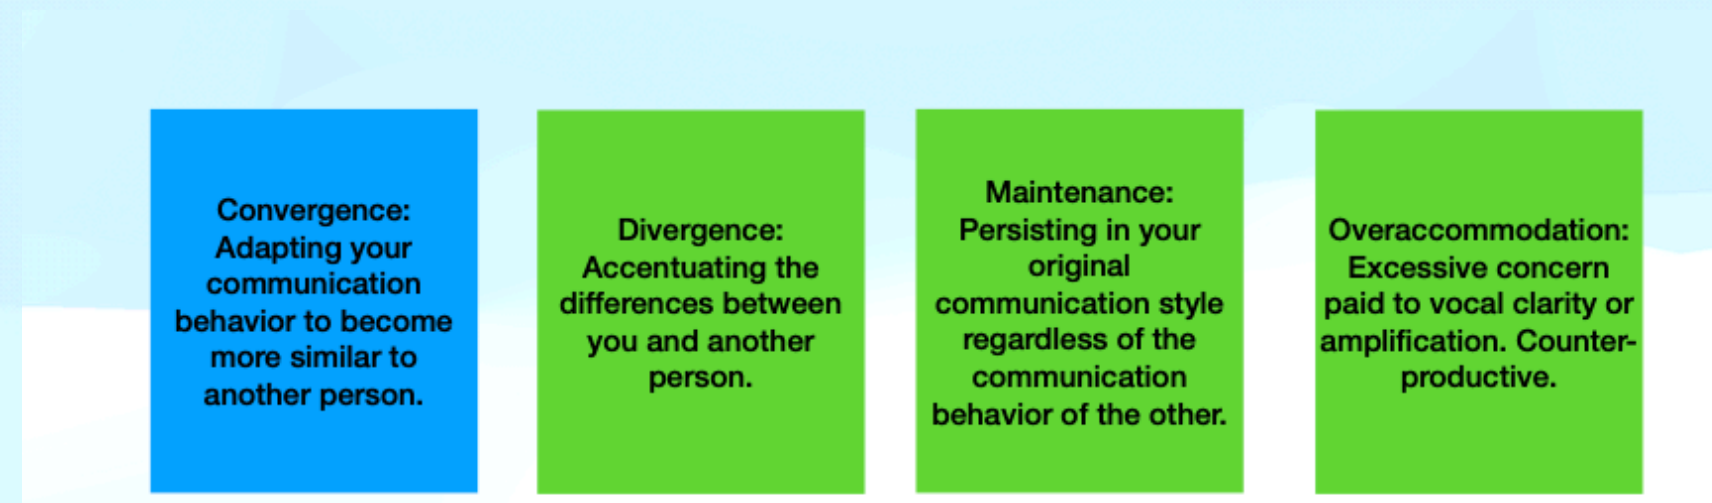 Convergence:
Adapting your
communication
behavior to become
more similar to
another person.
Divergence:
Accentuating the
differences between
you and another
person.
Maintenance:
Persisting in your
original
communication style
regardless of the
communication
behavior of the other.
Overaccommodation:
Excessive concern
paid to vocal clarity or
amplification. Counter-
productive.